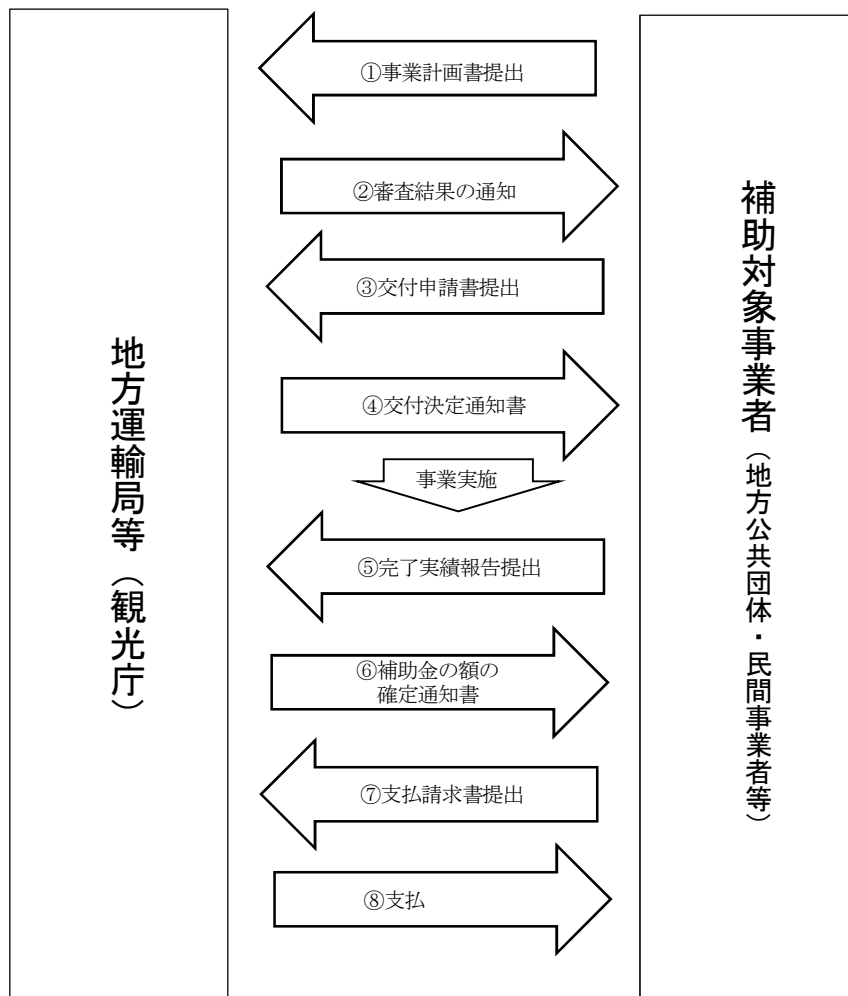 地方運輸局等（観光庁）
①事業計画書提出
②審査結果の通知
③交付申請書提出
④交付決定通知書
事業実施
⑤完了実績報告提出
⑥補助金の額の
確定通知書
⑦支払請求書提出
⑧支払
補助対象事業者（地方公共団体・民間事業者等）